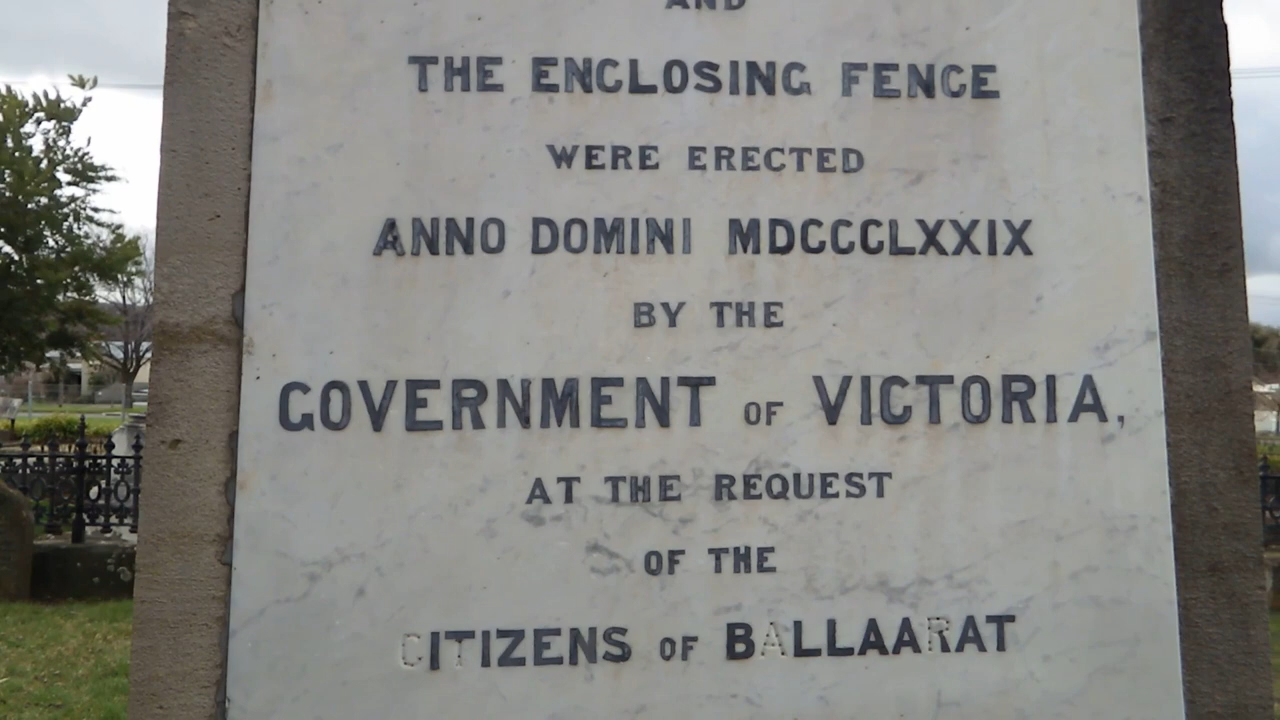 AND
THE ENCLOSING FENCE
WERE ERECTED
ANNO DOMINI MDCCCLXXIX
BY THE
GOVERNMENT OF VICTORIA,
AT THE REQUEST
OF THE
CITIZENS OF BALLAARAT